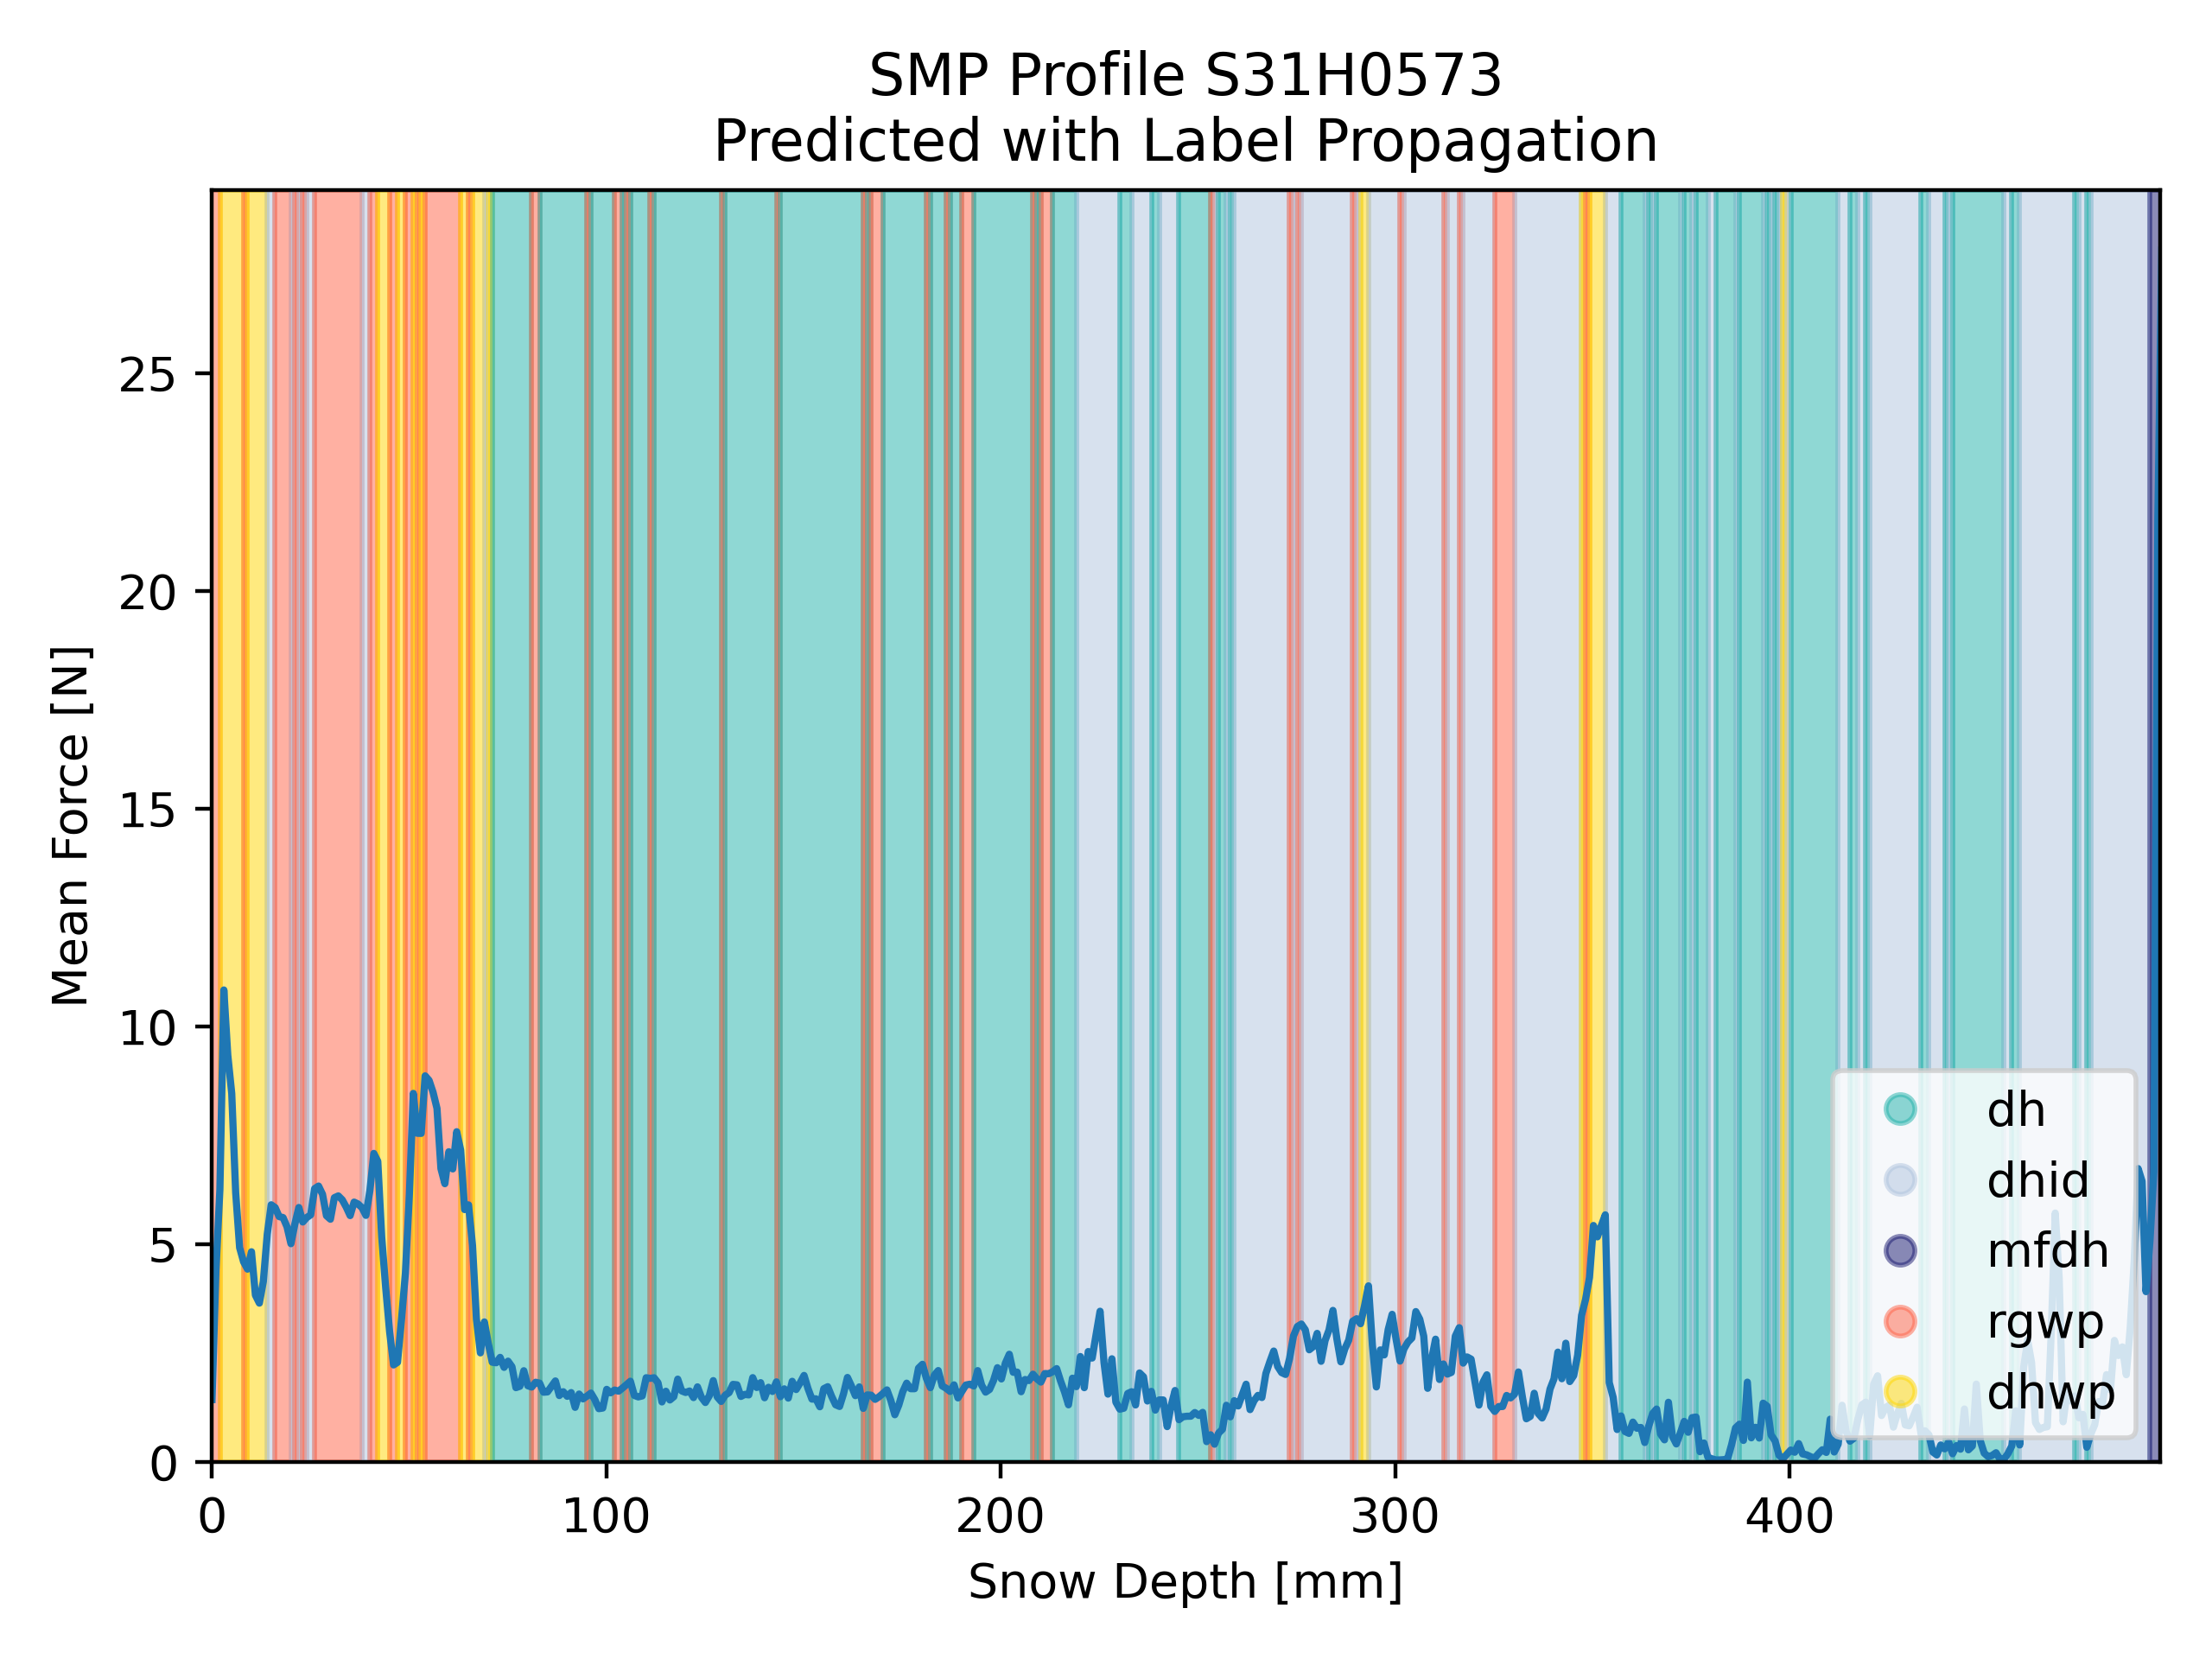 SMP Profile S31H0573
Predicted with Label Propagation
Mean Force [N]
25
20
15
10
5
0
0 100 200 300 400
Snow Depth [mm]
dh
dhid
mfdh
rgwp
dhwp